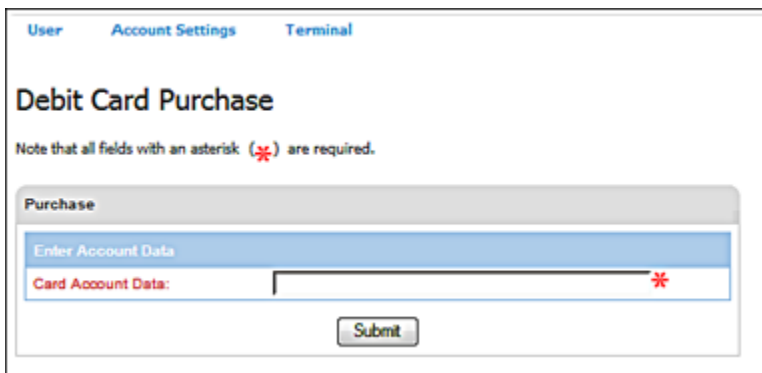 User Account Settings Terminal
Debit Card Purchase
Note that all fields with an asterisk (*) are required.
Purchase
Enter Account Data
Card Account Data: *
Submit